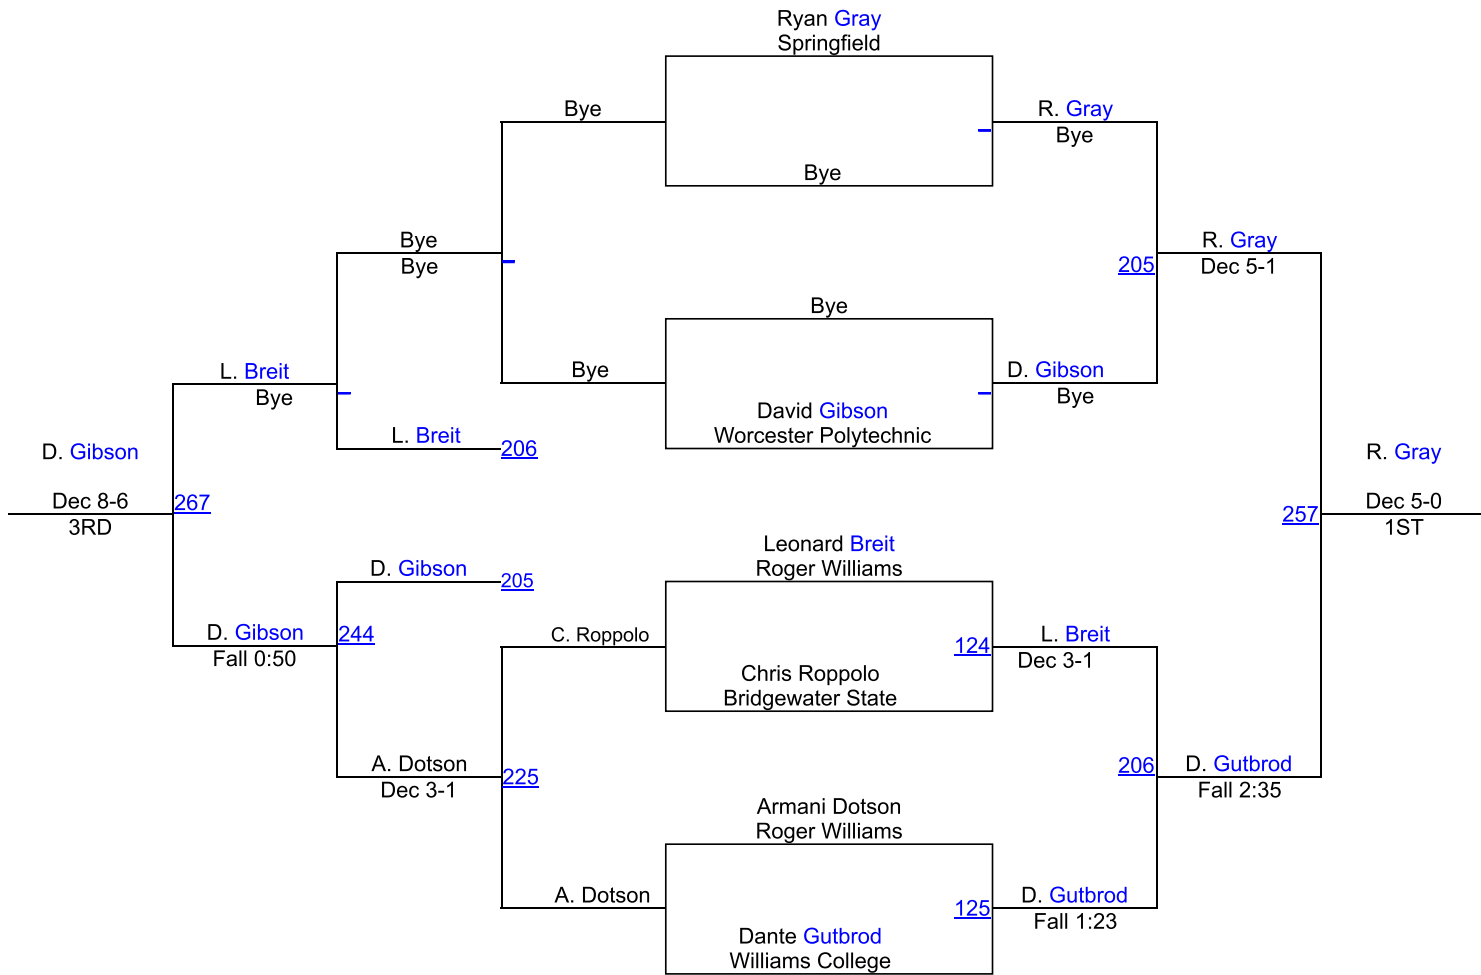 Ryan Gray
Springfield
Bye
R. Gray
Bye
Bye
Bye
Bye
R. Gray
205
Dec 5-1
Bye
L. Breit
Bye
Bye
D. Gibson
Bye
David Gibson
Worcester Polytechnic
L. Breit
206
D. Gibson
R. Gray
Dec 8-6
267
3RD
257
Dec 5-0
1ST
Leonard Breit
Roger Williams
D. Gibson
205
D. Gibson
244
Fall 0:50
C. Roppolo
124
L. Breit
Dec 3-1
Chris Roppolo
Bridgewater State
A. Dotson
225
Dec 3-1
206
D. Gutbrod
Fall 2:35
Armani Dotson
Roger Williams
A. Dotson
125
D. Gutbrod
Fall 1:23
Dante Gutbrod
Williams College